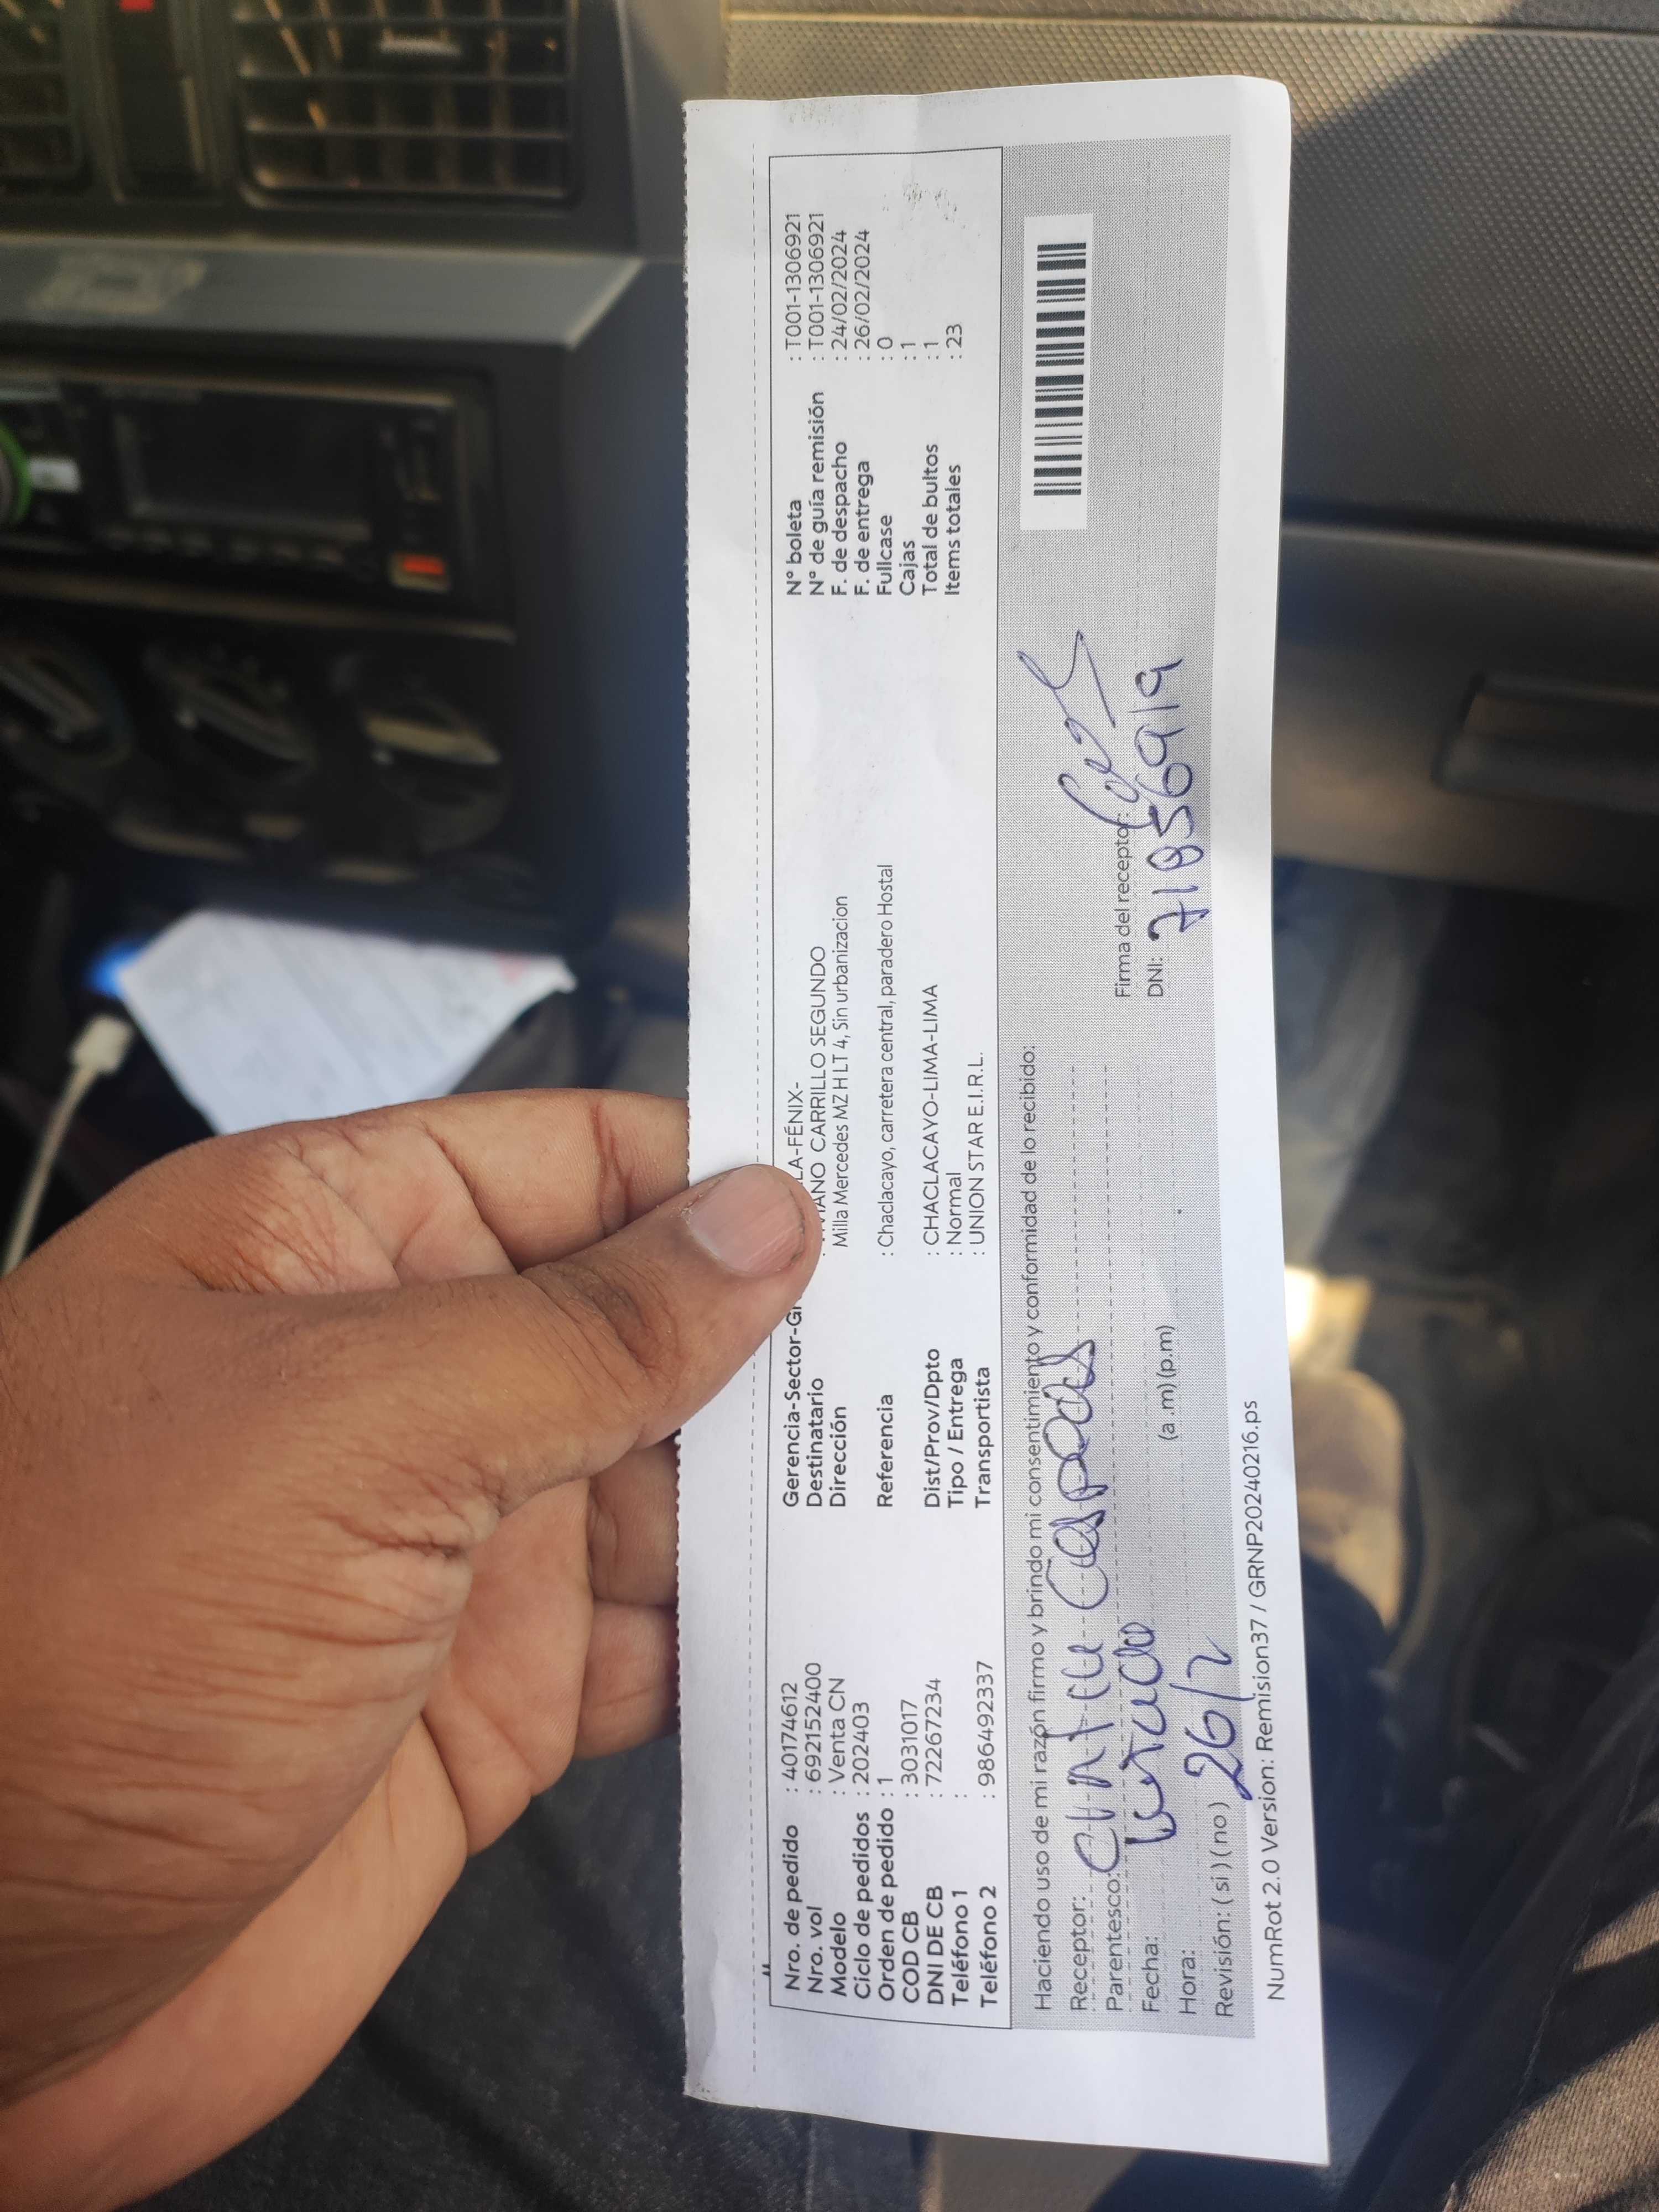 Nro. de pedido : 40174612
Nro. vol : 692152400
Modelo : Venta CN
Ciclo de pedidos : 202403
Orden de pedido : 1
COD CB : 3031017
DNI DE CB : 72267234
Teléfono 1 :
Teléfono 2 : 986492337
Gerencia-Sector-Gr LA-FÉNIX-
Destinatario : ANO CARRILLO SEGUNDO
Dirección Milla Mercedes MZ H LT 4, Sin urbanizacion
Referencia : Chaclacayo, carretera central, paradero Hostal
Dist/Prov/Dpto : CHACLACAYO-LIMA-LIMA
Tipo / Entrega : Normal
Transportista : UNION STAR E.I.R.L.
N° boleta : T001-1306921
N° de guía remisión : T001-1306921
F. de despacho : 24/02/2024
F. de entrega : 26/02/2024
Fullcase : 0
Cajas : 1
Total de bultos : 1
Items totales : 23
Haciendo uso de mi razón firmo y brindo mi consentimiento y conformidad de lo recibido:
Receptor:
Parentesco:
Fecha:
Hora: 26/2 (a .m) (p.m)
Revisión: ( si ) ( no )
Firma del receptor:
DNI: 71856919
NumRot 2.0 Version: Remision37 / GRNP20240216.ps